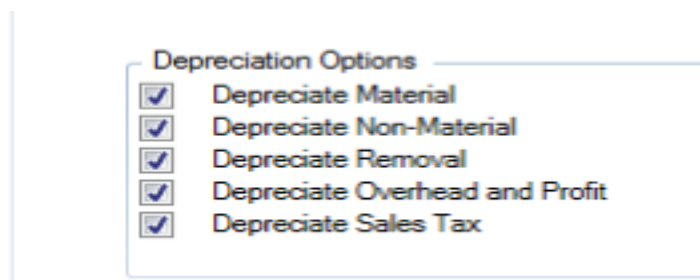 Depreciation Options
Depreciate Material
Depreciate Non-Material
Depreciate Removal
Depreciate Overhead and Profit
Depreciate Sales Tax